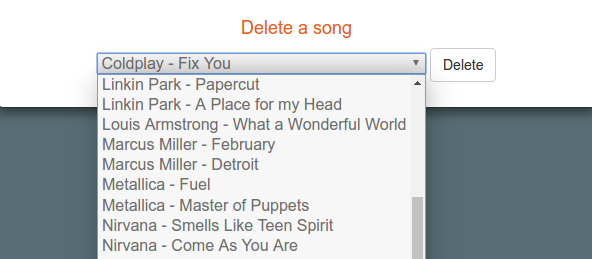 Delete a song
Coldplay - Fix You
Delete
Linkin Park - Papercut
Linkin Park - A Place for my Head
Louis Armstrong - What a Wonderful World
Marcus Miller - February
Marcus Miller - Detroit
Metallica - Fuel
Metallica - Master of Puppets
Nirvana - Smells Like Teen Spirit
Nirvana - Come As You Are